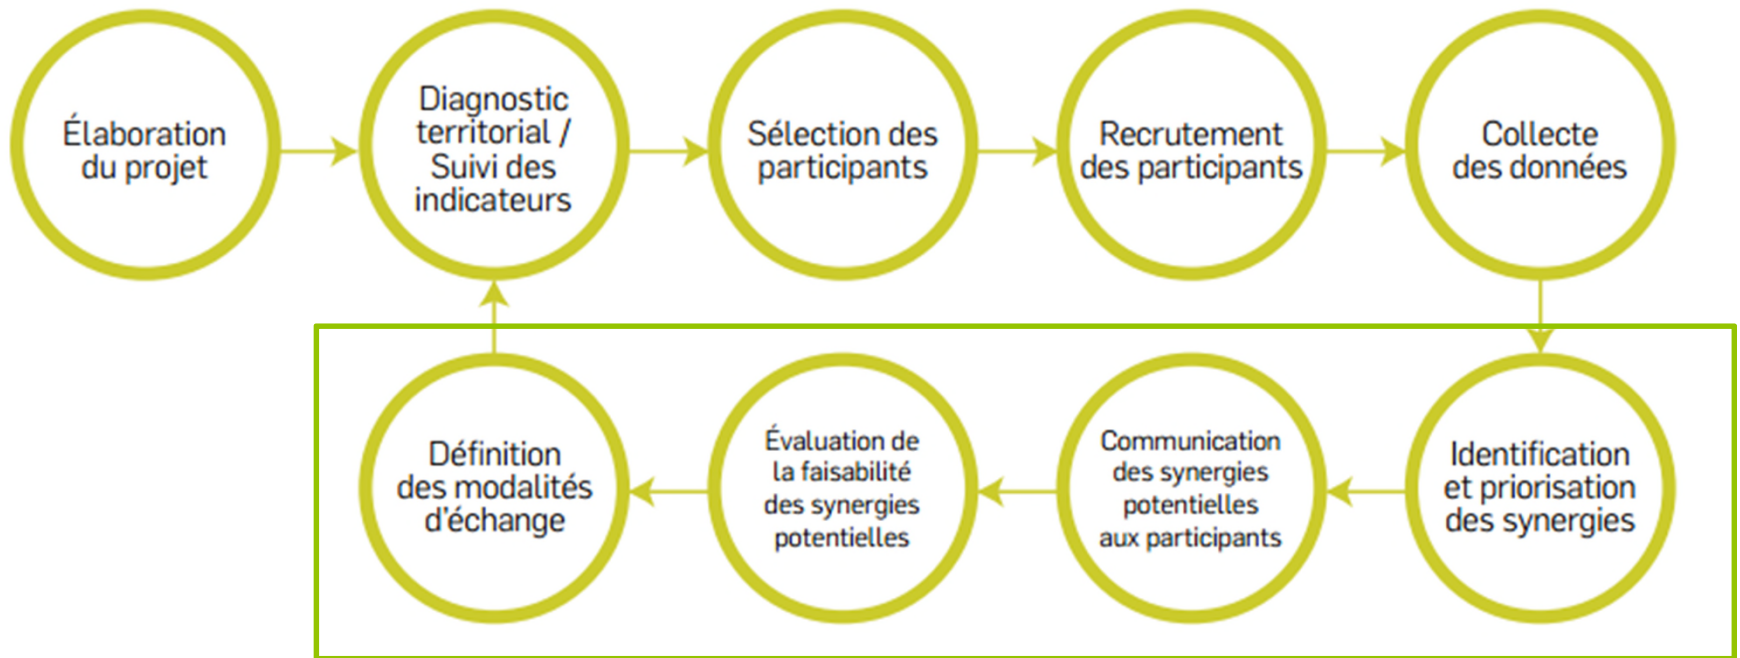 Élaboration
du projet
Diagnostic
territorial /
Suivi des
indicateurs
Sélection des
participants
Recrutement
des participants
Collecte
des données
Identification
et priorisation
des synergies
Communication
des synergies
potentielles
aux participants
Évaluation de
la faisabilité
des synergies
potentielles
Définition
des modalités
d'échange